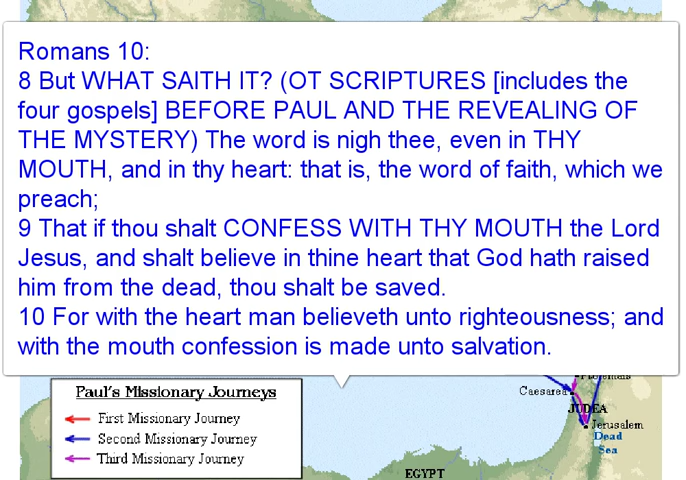 Romans 10:
8 But WHAT SAITH IT? (OT SCRIPTURES [includes the
four gospels] BEFORE PAUL AND THE REVEALING OF
THE MYSTERY) The word is nigh thee, even in THY
MOUTH, and in thy heart: that is, the word of faith, which we
preach;
9 That if thou shalt CONFESS WITH THY MOUTH the Lord
Jesus, and shalt believe in thine heart that God hath raised
him from the dead, thou shalt be saved.
10 For with the heart man believeth unto righteousness; and
with the mouth confession is made unto salvation.
Paul's Missionary Journeys
First Missionary Journey
Second Missionary Journey
Third Missionary Journey
Caesarea
JUDEA
Jerusalem
Dead
Sea
EGYPT